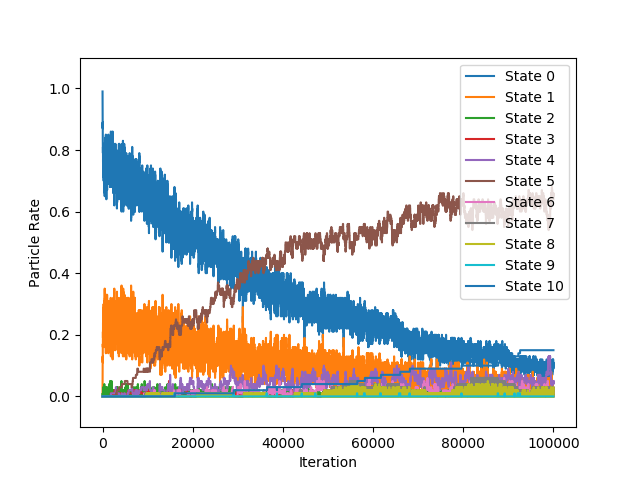 1.0
0.8
0.6
0.4
0.2
0.0
Particle Rate
0 20000 40000 60000 80000 100000
Iteration
State 0
State 1
State 2
State 3
State 4
State 5
State 6
State 7
State 8
State 9
State 10